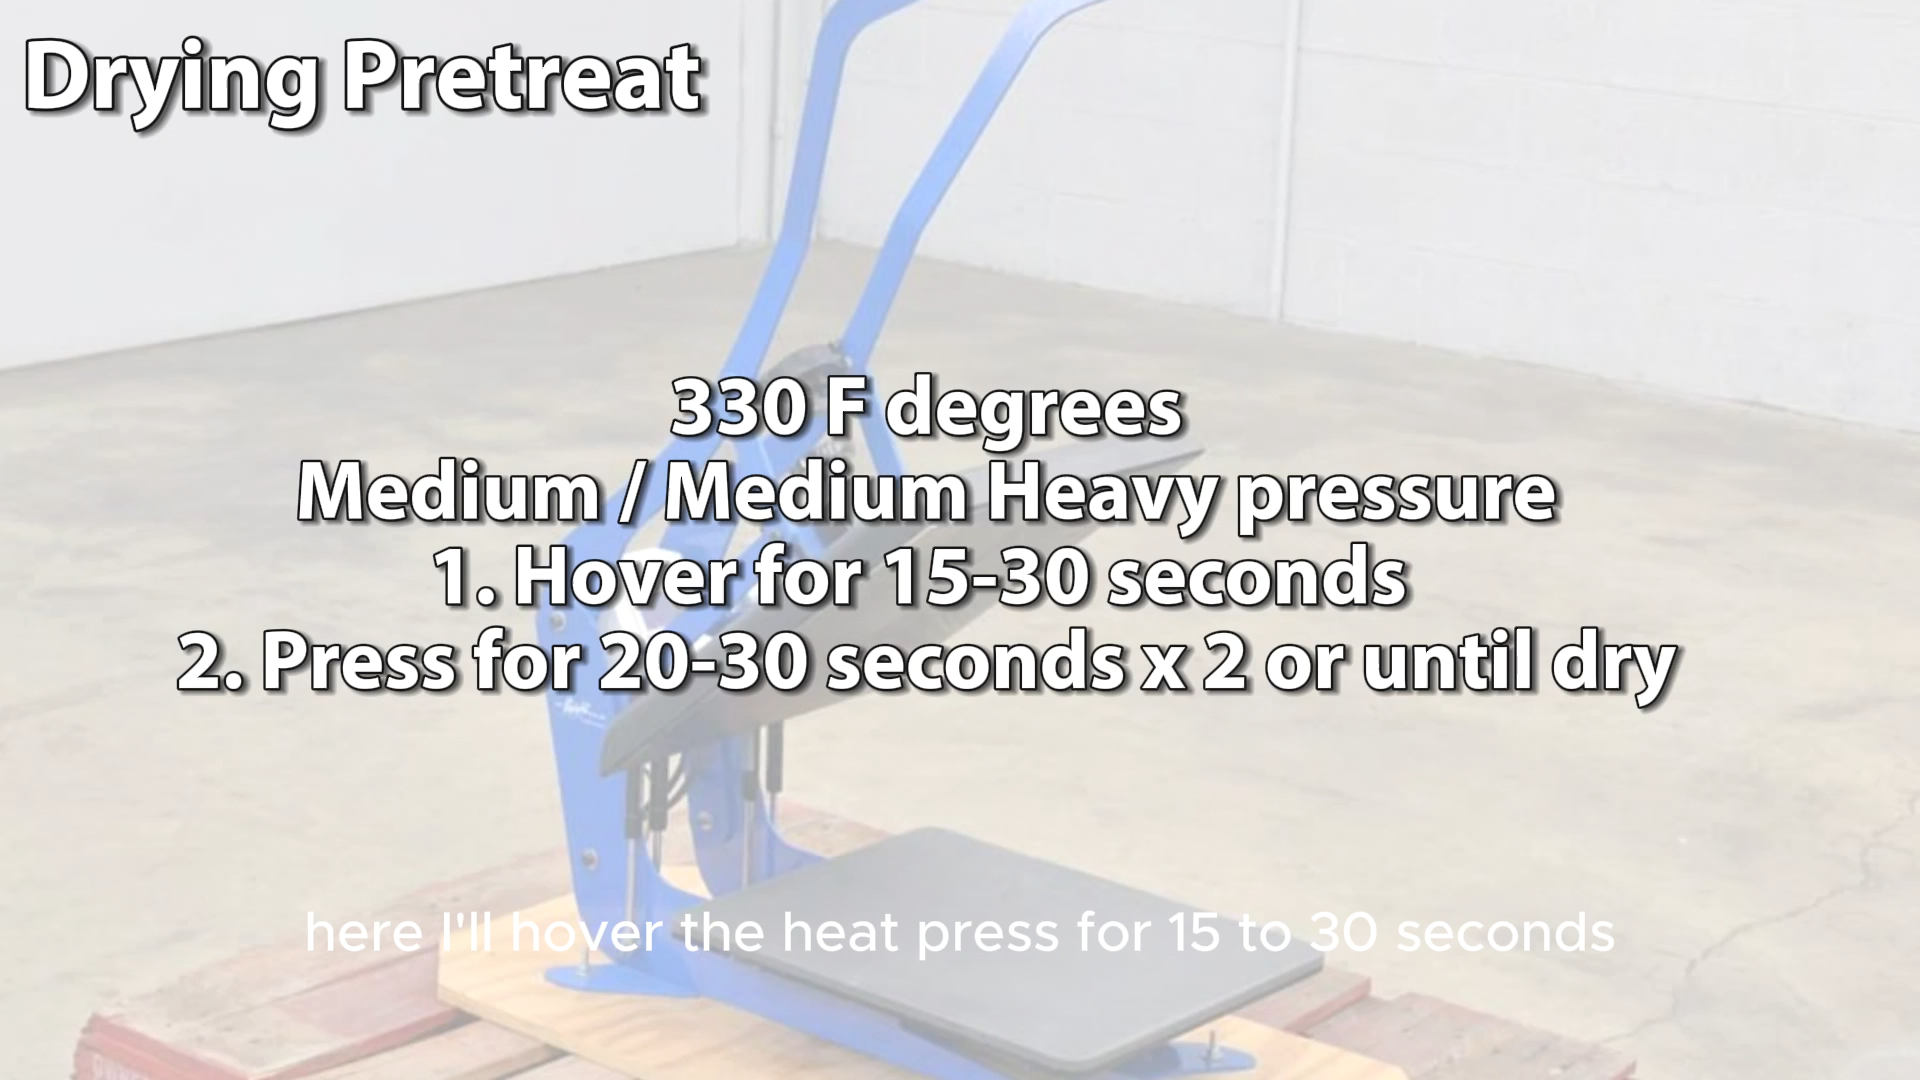 Drying Pretreat
330 F degrees
Medium / Medium Heavy pressure
1. Hover for 15-30 seconds
2. Press for 20-30 seconds x 2 or until dry
here I'll hover the heat press for 15 to 30 seconds